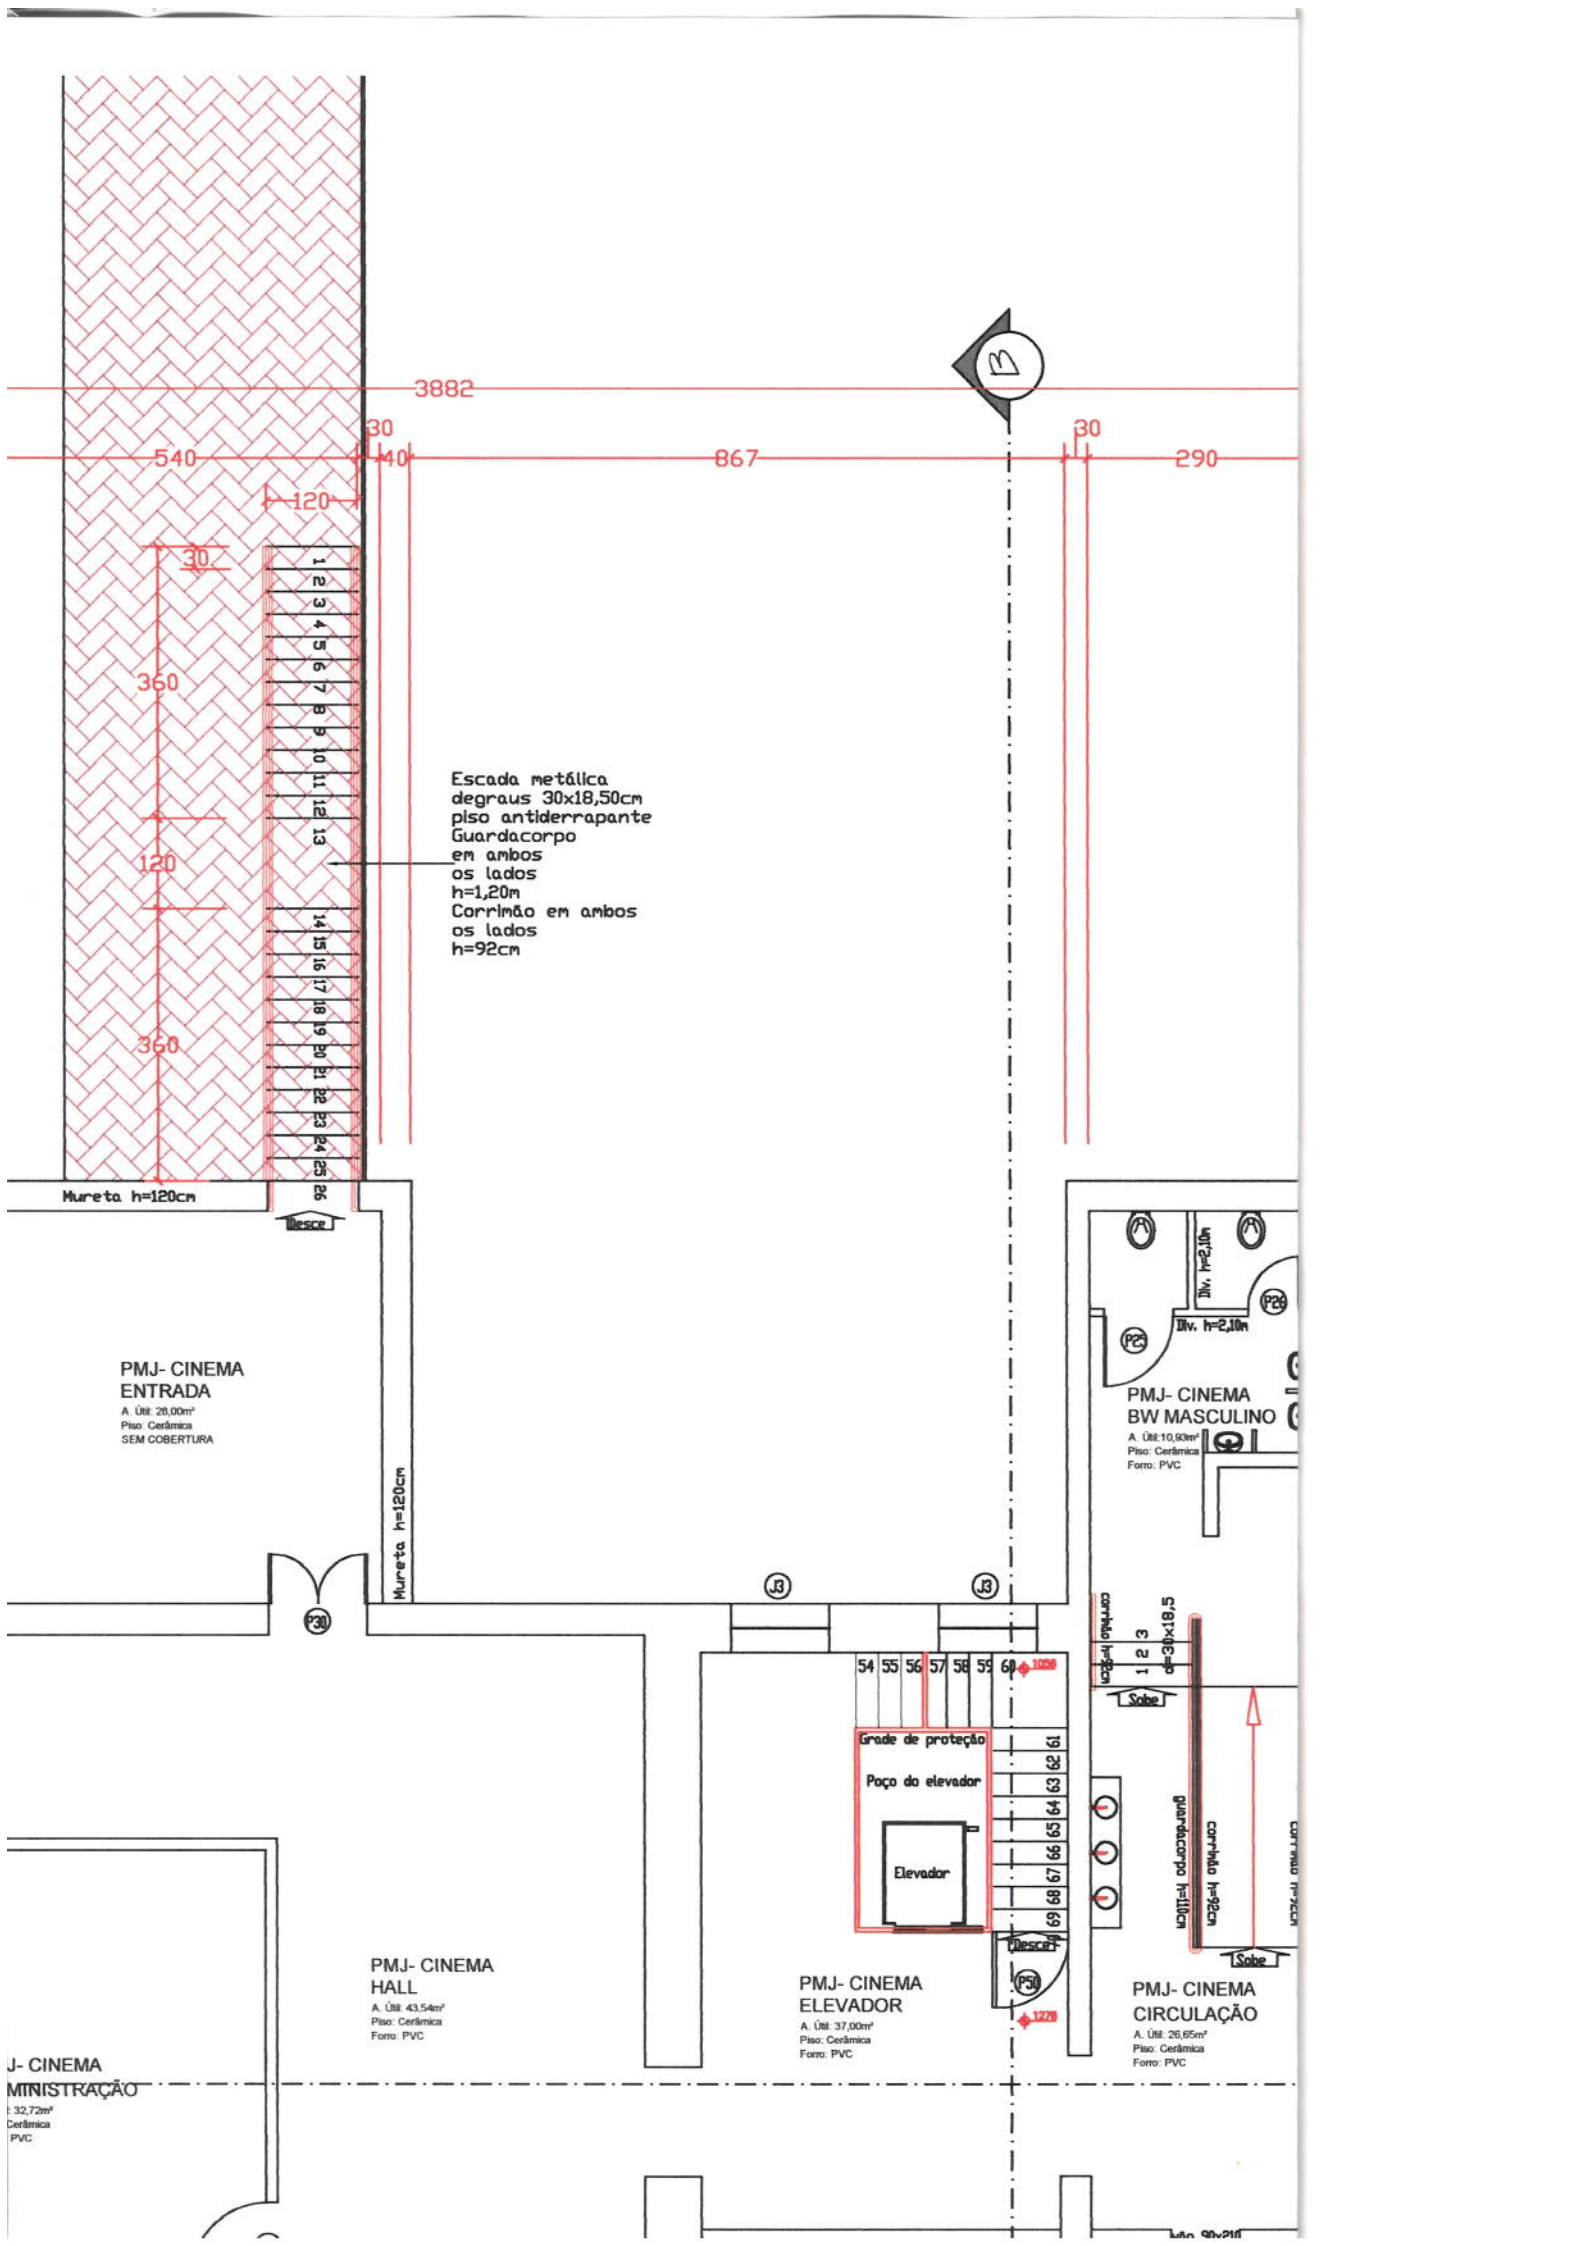 B
3882
30
30
540
40
867
290
120
30
1
2
3
4
5
6
7
8
9
10
11
12
13
360
120
360
Escada metálica
degraus 30x18,50cm
piso antiderrapante
Guardacorpo
em ambos
os lados
h=1,20m
Corrimão em ambos
os lados
h=92cm
14
15
16
17
18
19
20
21
22
23
24
25
26
Mureta h=120cm
Desce
Div. h=2,10m
P26
Div. h=2,10m
P25
PMJ- CINEMA
ENTRADA
A. Útil: 28,00m²
Piso: Cerâmica
SEM COBERTURA
PMJ- CINEMA
BW MASCULINO
A. Útil:10,93m²
Piso: Cerâmica
Forro: PVC
Mureta h=120cm
J3
J3
P30
corrimão h=92cm
1 2 3
d=30x18,5
Sobe
54 55 56 57 58 59 60
1056
Grade de proteção
Poço do elevador
Elevador
61
62
63
64
65
66
67
68
69
Desce
P50
1276
guardacorpo h=110cm
corrimão h=92cm
Sobe
PMJ- CINEMA
HALL
A. Útil: 43,54m²
Piso: Cerâmica
Forro: PVC
PMJ- CINEMA
ELEVADOR
A. Útil: 37,00m²
Piso: Cerâmica
Forro: PVC
PMJ- CINEMA
CIRCULAÇÃO
A. Útil: 26,65m²
Piso: Cerâmica
Forro: PVC
J- CINEMA
MINISTRAÇÃO
: 32,72m²
Cerâmica
PVC
90x210